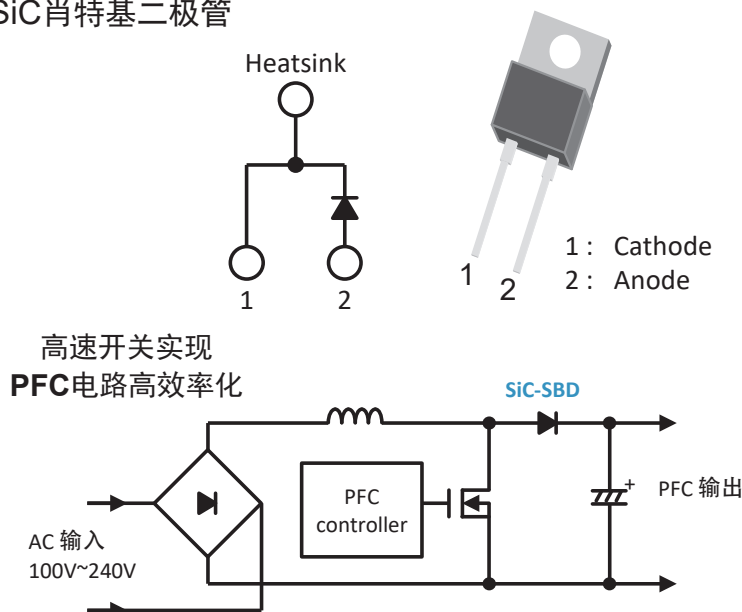 SiC肖特基二极管
Heatsink
1
2
1
2
1 : Cathode
2 : Anode
高速开关实现
PFC电路高效率化
SiC-SBD
PFC
controller
+
PFC 输出
AC 输入
100V~240V